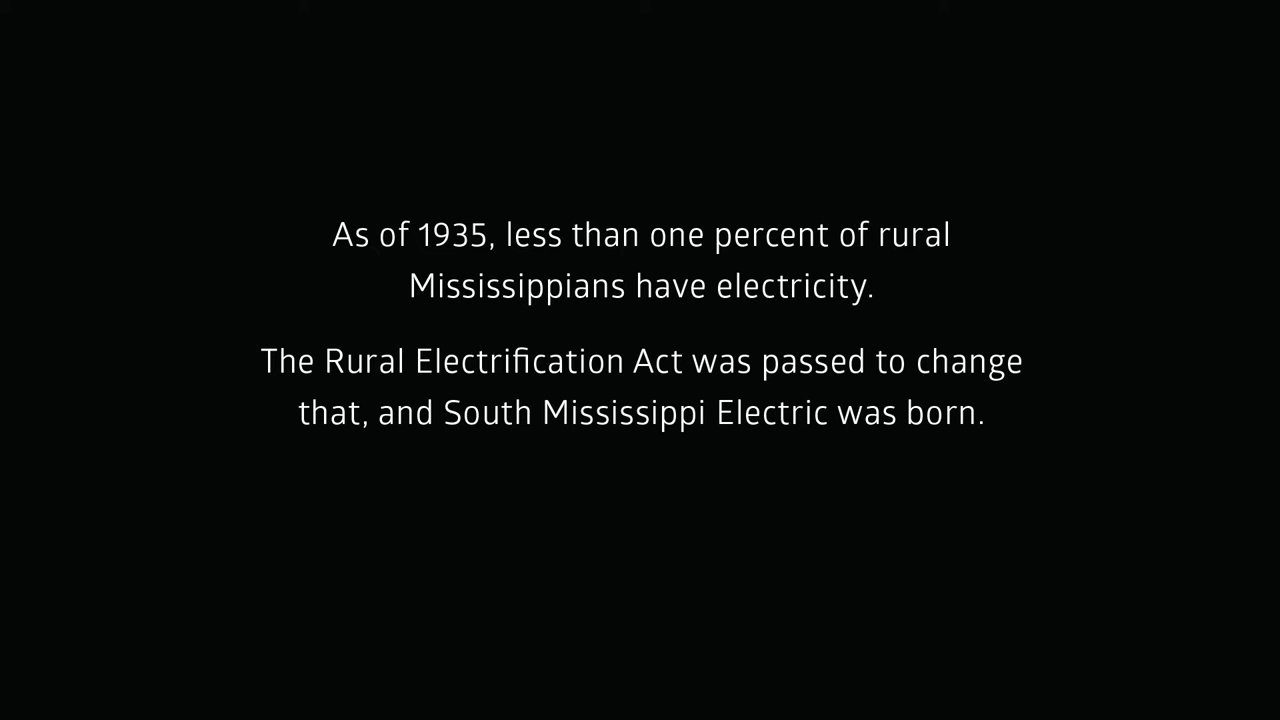 As of 1935, less than one percent of rural
Mississippians have electricity.
The Rural Electrification Act was passed to change
that, and South Mississippi Electric was born.